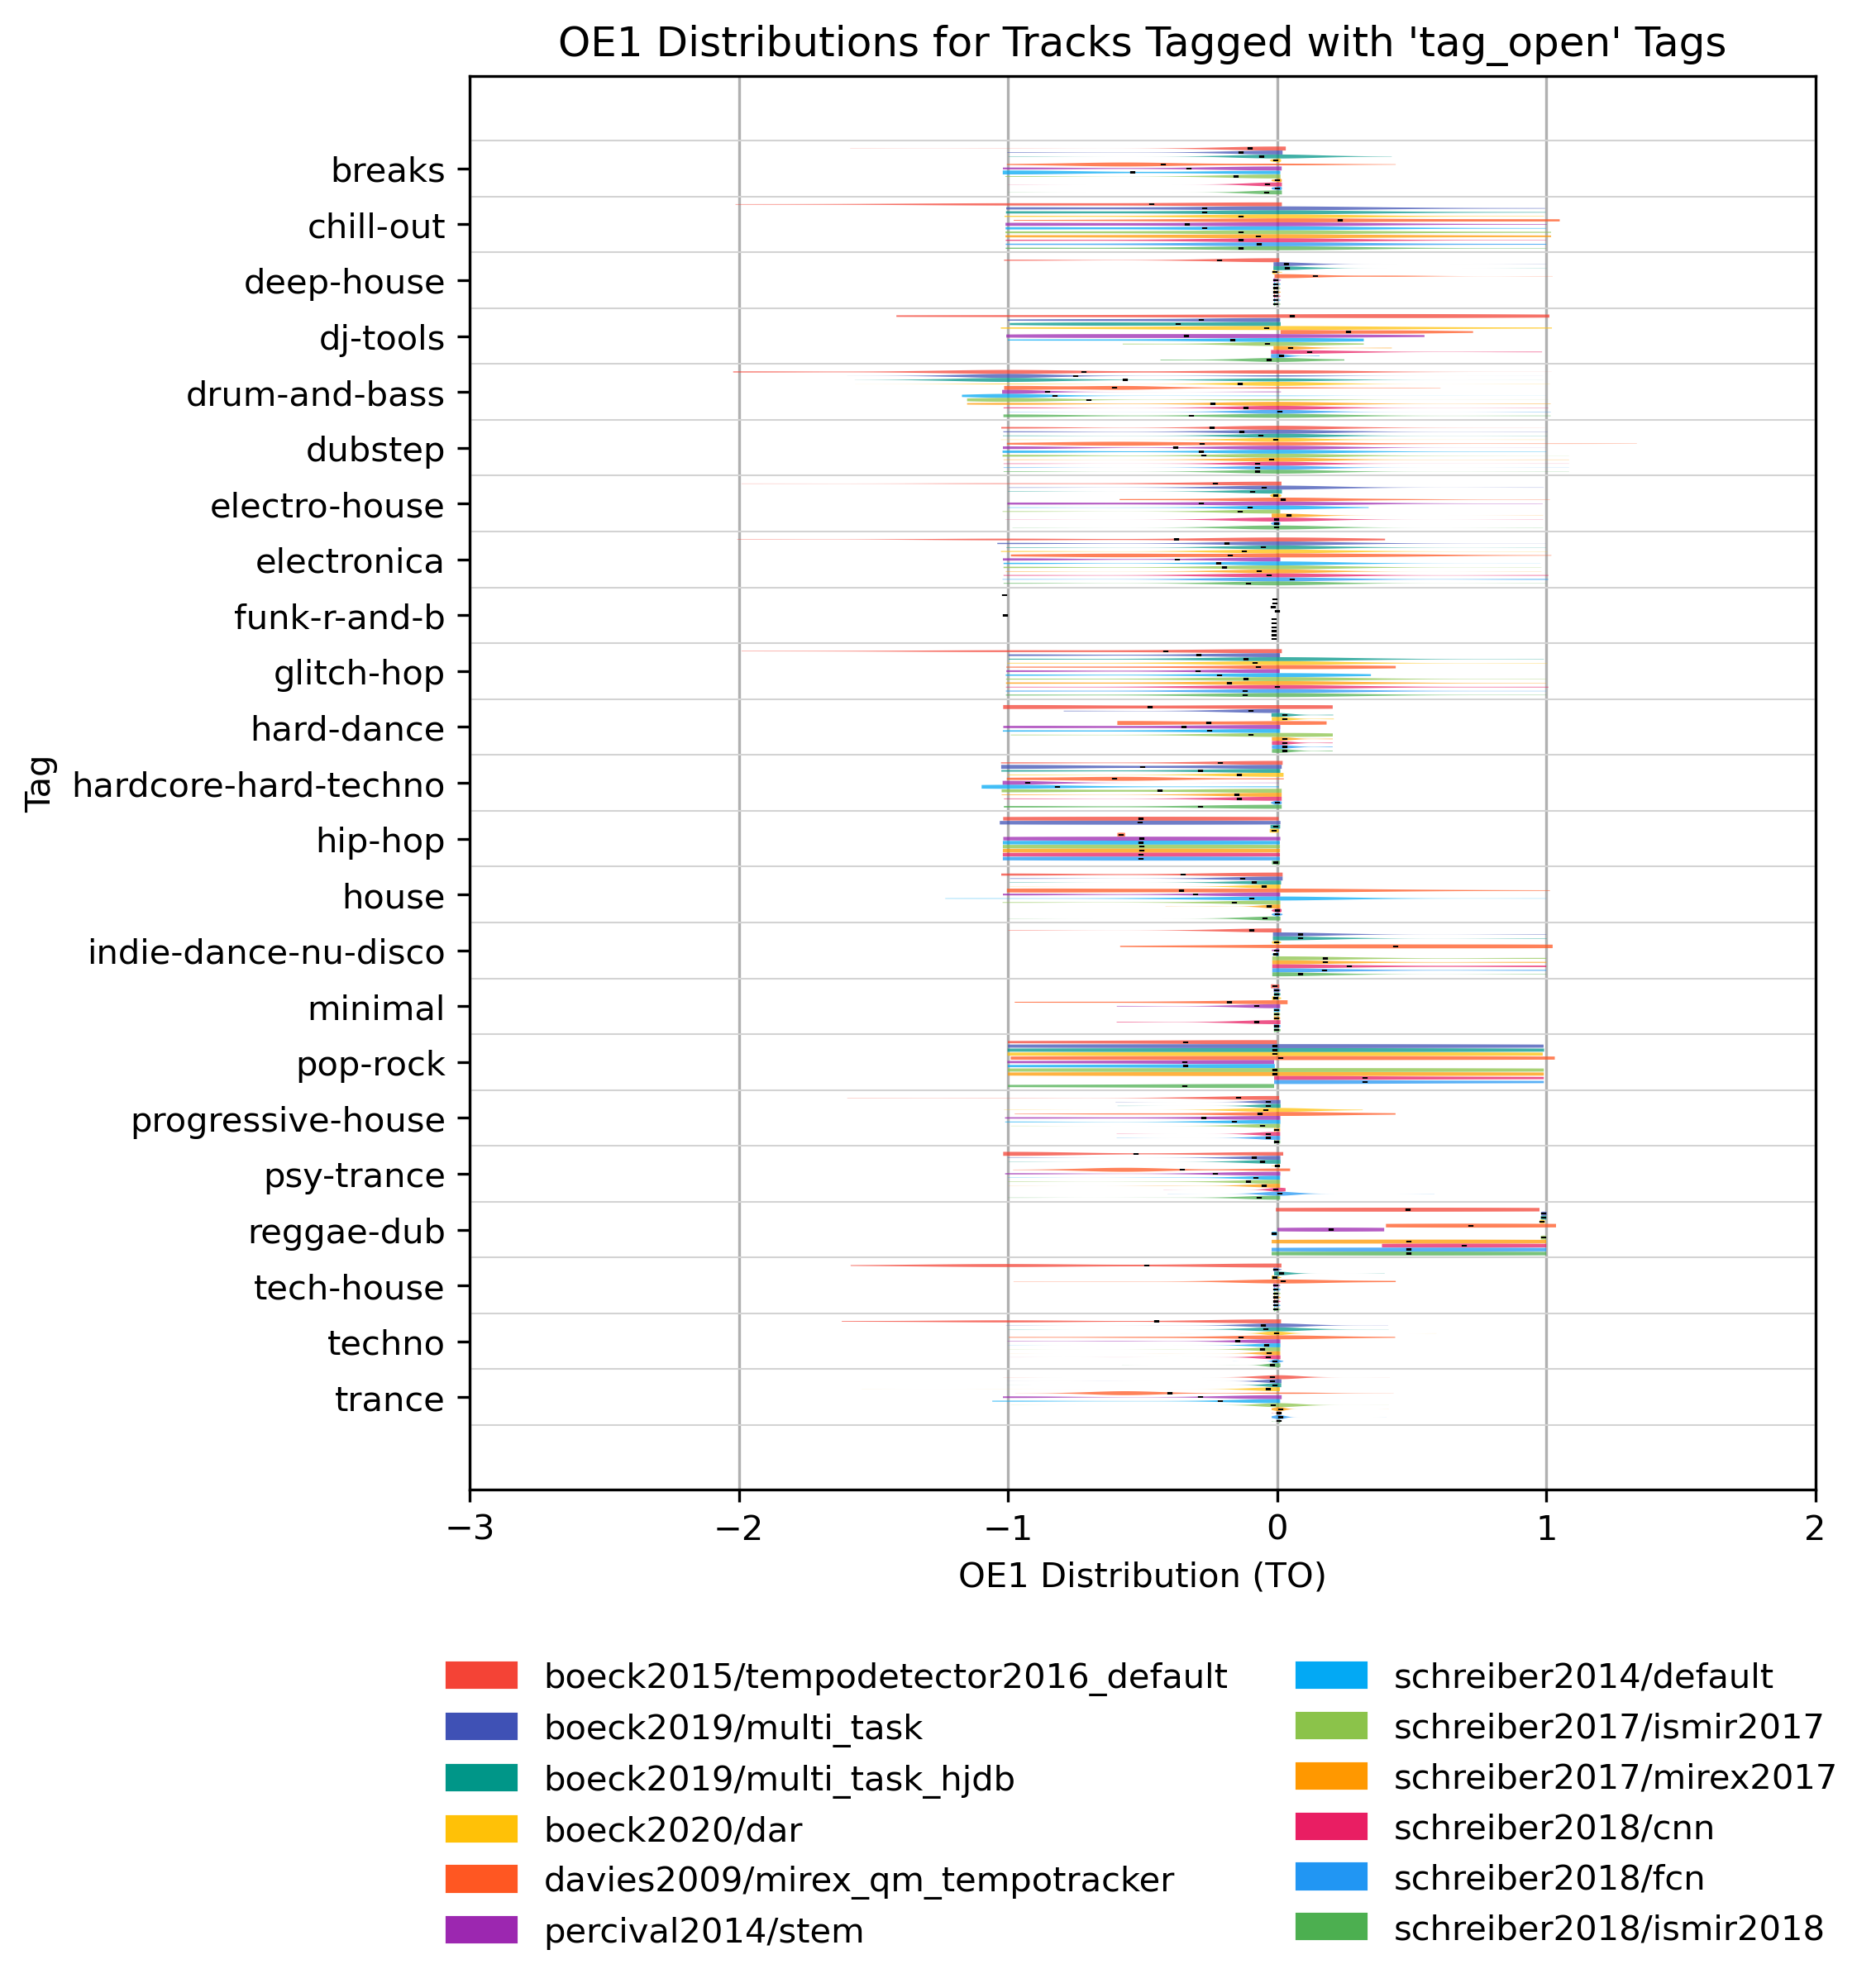 OE1 Distributions for Tracks Tagged with 'tag_open' Tags
breaks
chill-out
deep-house
dj-tools
drum-and-bass
dubstep
electro-house
electronica
funk-r-and-b
glitch-hop
hard-dance
hardcore-hard-techno
hip-hop
house
indie-dance-nu-disco
minimal
pop-rock
progressive-house
psy-trance
reggae-dub
tech-house
techno
trance
Tag
−3 −2 −1 0 1 2
OE1 Distribution (TO)
boeck2015/tempodetector2016_default
boeck2019/multi_task
boeck2019/multi_task_hjdb
boeck2020/dar
davies2009/mirex_qm_tempotracker
percival2014/stem
schreiber2014/default
schreiber2017/ismir2017
schreiber2017/mirex2017
schreiber2018/cnn
schreiber2018/fcn
schreiber2018/ismir2018